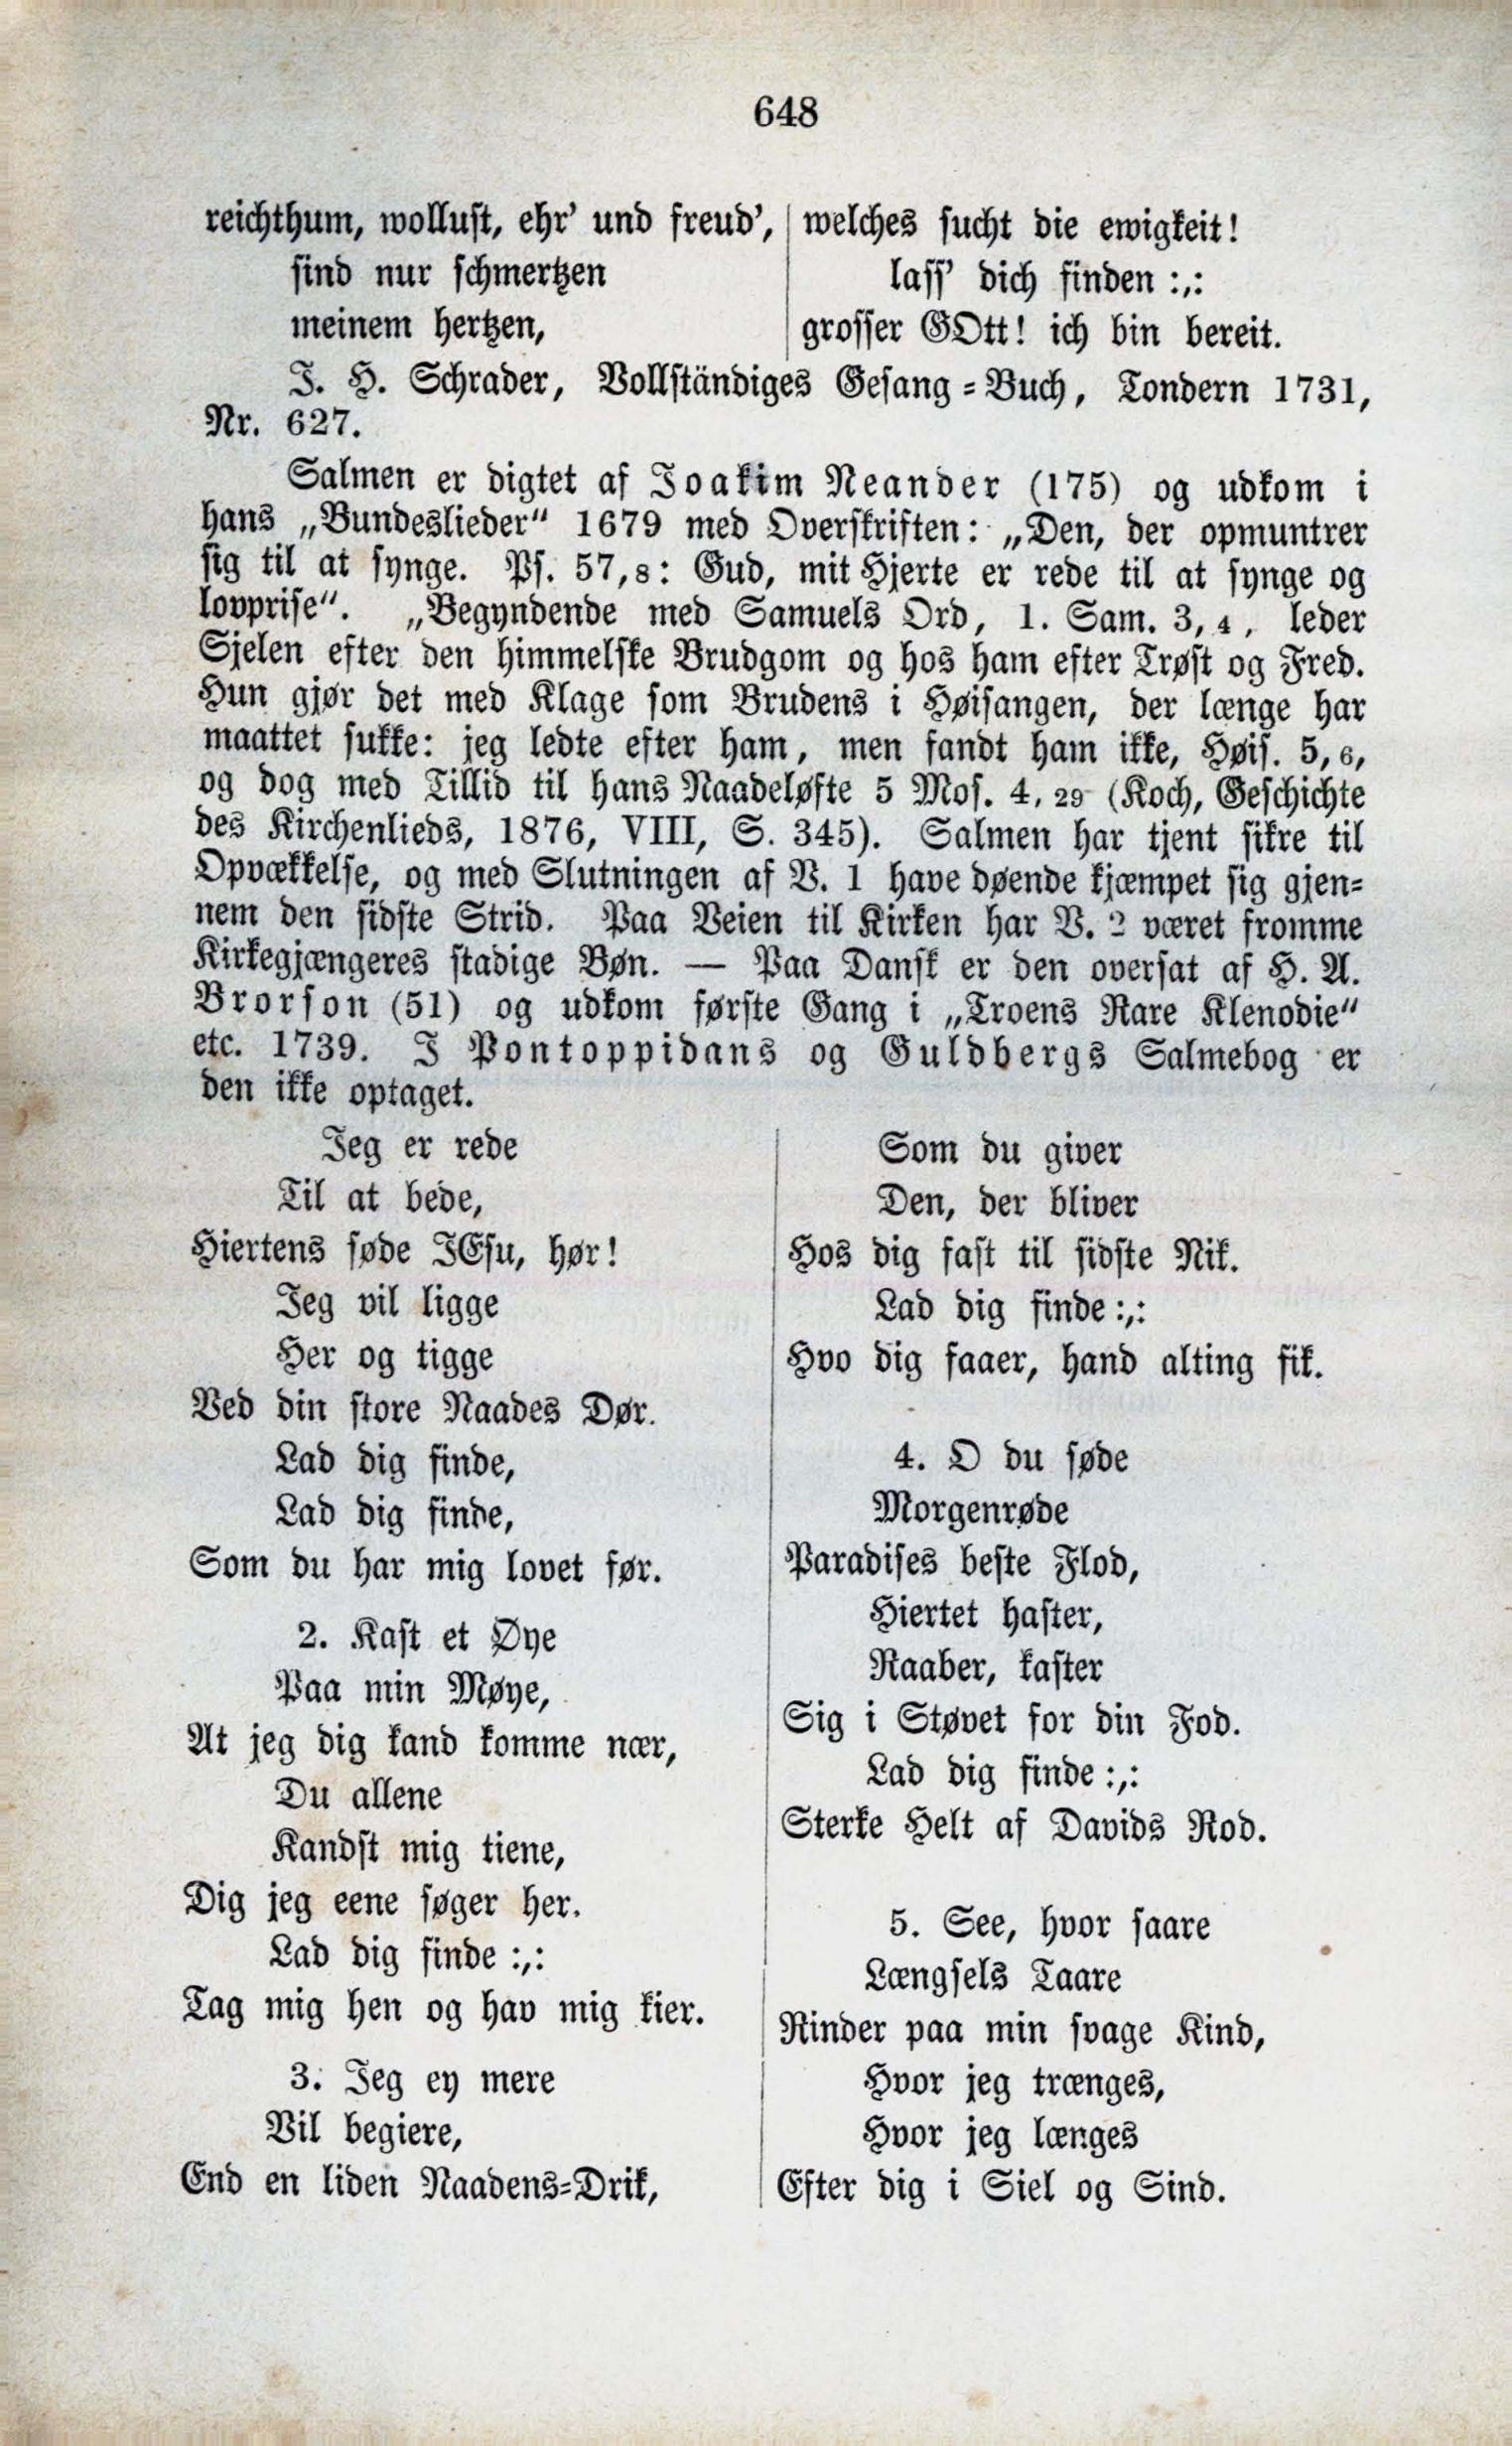 648
reichthum, wollust, ehr' und freud',
sind nur schmertzen
meinem hertzen,
welches sucht die ewigkeit!
lass' dich finden :,:
grosser GOtt! ich bin bereit.
J. H. Schrader, Vollständiges Gesang=Buch, Tondern 1731,
Nr. 627.
Salmen er digtet af Joakim Neander (175) og udkom i
hans „Bundeslieder“ 1679 med Overskriften: „Den, der opmuntrer
sig til at synge. Ps. 57,8: Gud, mit Hjerte er rede til at synge og
lovprise“. „Begyndende med Samuels Ord, 1. Sam. 3,4, leder
Sjelen efter den himmelske Brudgom og hos ham efter Trøst og Fred.
Hun gjør det med Klage som Brudens i Høisangen, der længe har
maattet sukke: jeg ledte efter ham, men fandt ham ikke, Høis. 5,6,
og dog med Tillid til hans Naadeløfte 5 Mos. 4, 29 (Koch, Geschichte
des Kirchenlieds, 1876, VIII, S. 345). Salmen har tjent sikre til
Opvækkelse, og med Slutningen af V. 1 have døende kjæmpet sig gjen=
nem den sidste Strid. Paa Veien til Kirken har V. 2 været fromme
Kirkegjængeres stadige Bøn. — Paa Dansk er den oversat af H. A.
Brorson (51) og udkom første Gang i „Troens Rare Klenodie“
etc. 1739. I Pontoppidans og Guldbergs Salmebog er
den ikke optaget.
Jeg er rede
Til at bede,
Hiertens søde JEsu, hør!
Jeg vil ligge
Her og tigge
Ved din store Naades Dør.
Lad dig finde,
Lad dig finde,
Som du har mig lovet før.
2. Kast et Øye
Paa min Møye,
At jeg dig kand komme nær,
Du allene
Kandst mig tiene,
Dig jeg eene søger her.
Lad dig finde :,:
Tag mig hen og hav mig kier.
3. Jeg ey mere
Vil begiere,
End en liden Naadens=Drik,
Som du giver
Den, der bliver
Hos dig fast til sidste Nik.
Lad dig finde :,:
Hvo dig faaer, hand alting fik.
4. O du søde
Morgenrøde
Paradises beste Flod,
Hiertet haster,
Raaber, kaster
Sig i Støvet for din Fod.
Lad dig finde :,:
Sterke Helt af Davids Rod.
5. See, hvor saare
Længsels Taare
Rinder paa min svage Kind,
Hvor jeg trænges,
Hvor jeg længes
Efter dig i Siel og Sind.